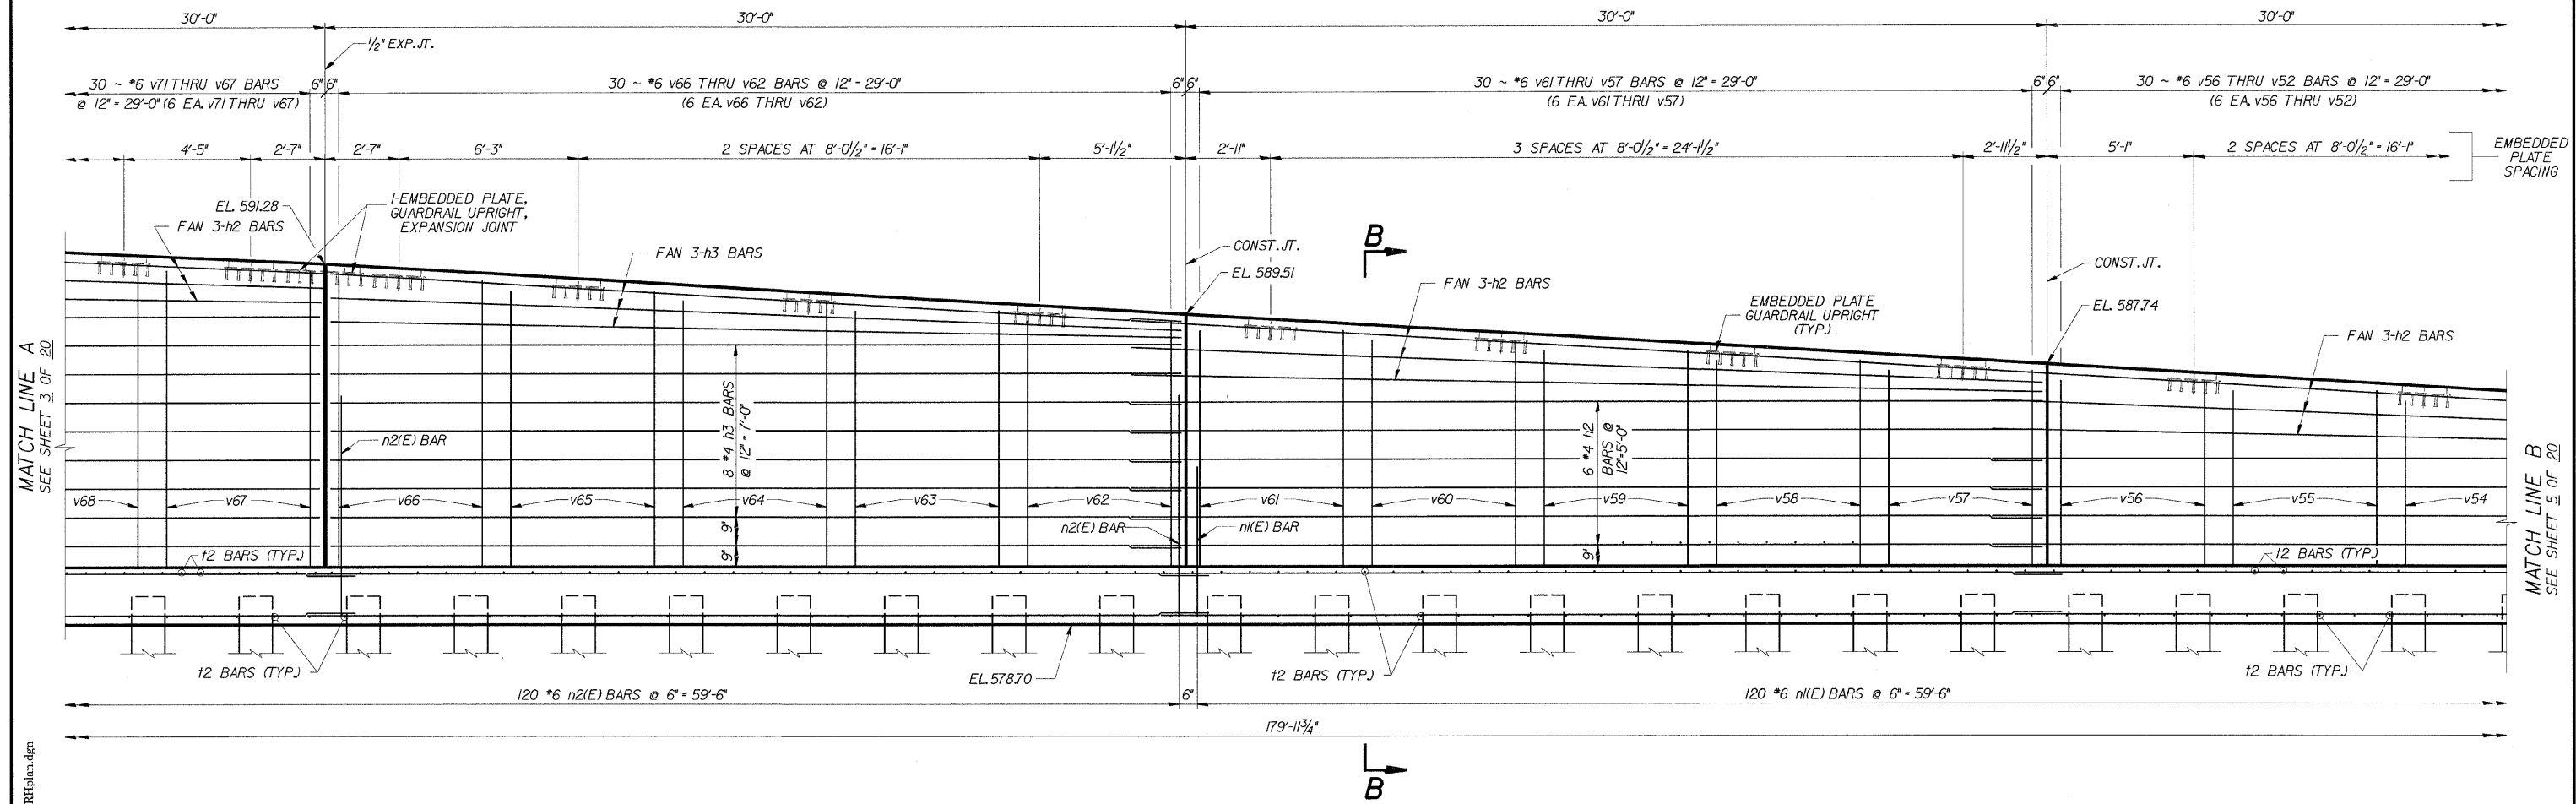 30'-0" 30'-0" 30'-0" 30'-0"
1/2" EXP.JT.
30 ~ #6 v71 THRU v67 BARS
@ 12" = 29'-0" (6 EA. v71 THRU v67)
6" 6"
30 ~ #6 v66 THRU v62 BARS @ 12" = 29'-0"
(6 EA. v66 THRU v62)
6" 6"
30 ~ #6 v61 THRU v57 BARS @ 12" = 29'-0"
(6 EA. v61 THRU v57)
6" 6"
30 ~ #6 v56 THRU v52 BARS @ 12" = 29'-0"
(6 EA. v56 THRU v52)
4'-5" 2'-7" 2'-7" 6'-3" 2 SPACES AT 8'-0 1/2" = 16'-1" 5'-1 1/2" 2'-11" 3 SPACES AT 8'-0 1/2" = 24'-1 1/2" 2'-11 1/2" 5'-1" 2 SPACES AT 8'-0 1/2" = 16'-1"
EMBEDDED
PLATE
SPACING
EL. 591.28
FAN 3-h2 BARS
1-EMBEDDED PLATE,
GUARDRAIL UPRIGHT,
EXPANSION JOINT
FAN 3-h3 BARS
CONST. JT.
EL. 589.51
B
FAN 3-h2 BARS
EMBEDDED PLATE
GUARDRAIL UPRIGHT
(TYP.)
CONST. JT.
EL. 587.74
FAN 3-h2 BARS
MATCH LINE A
SEE SHEET 3 OF 20
n2(E) BAR
8 #4 h3 BARS
@ 12" = 7'-0"
9"
9"
6 #4 h2
BARS @
12"=5'-0"
9"
MATCH LINE B
SEE SHEET 5 OF 20
v68 v67 v66 v65 v64 v63 v62 v61 v60 v59 v58 v57 v56 v55 v54
n2(E) BAR
n1(E) BAR
t2 BARS (TYP.)
t2 BARS (TYP.)
t2 BARS (TYP.)
EL. 578.70
t2 BARS (TYP.)
t2 BARS (TYP.)
120 #6 n2(E) BARS @ 6" = 59'-6"
6"
120 #6 n1(E) BARS @ 6" = 59'-6"
179'-11 3/4"
B
RHplan.dgn